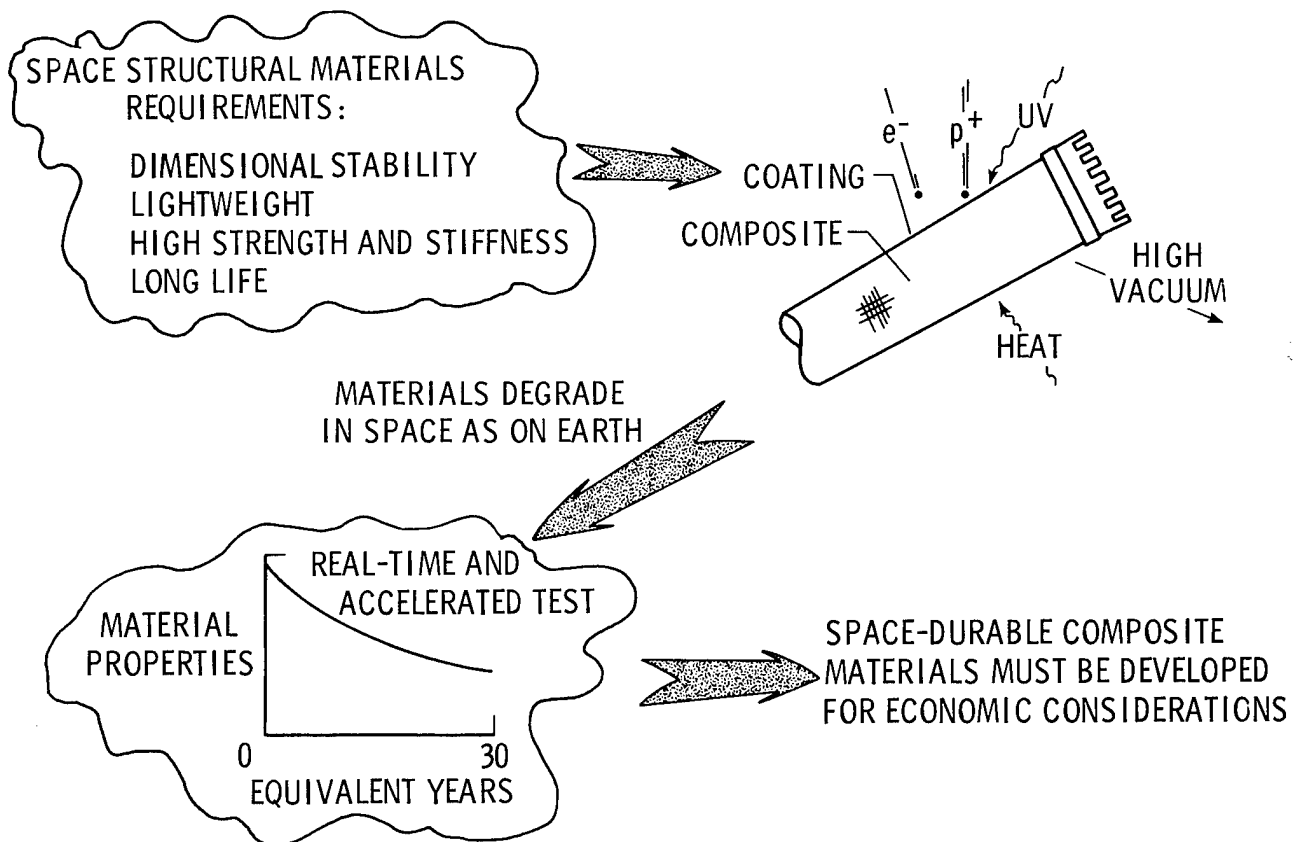 SPACE STRUCTURAL MATERIALS
REQUIREMENTS:
DIMENSIONAL STABILITY
LIGHTWEIGHT
HIGH STRENGTH AND STIFFNESS
LONG LIFE
e-
p+
UV
COATING
COMPOSITE
HIGH
VACUUM
HEAT
MATERIALS DEGRADE
IN SPACE AS ON EARTH
REAL-TIME AND
ACCELERATED TEST
MATERIAL
PROPERTIES
0
30
EQUIVALENT YEARS
SPACE-DURABLE COMPOSITE
MATERIALS MUST BE DEVELOPED
FOR ECONOMIC CONSIDERATIONS